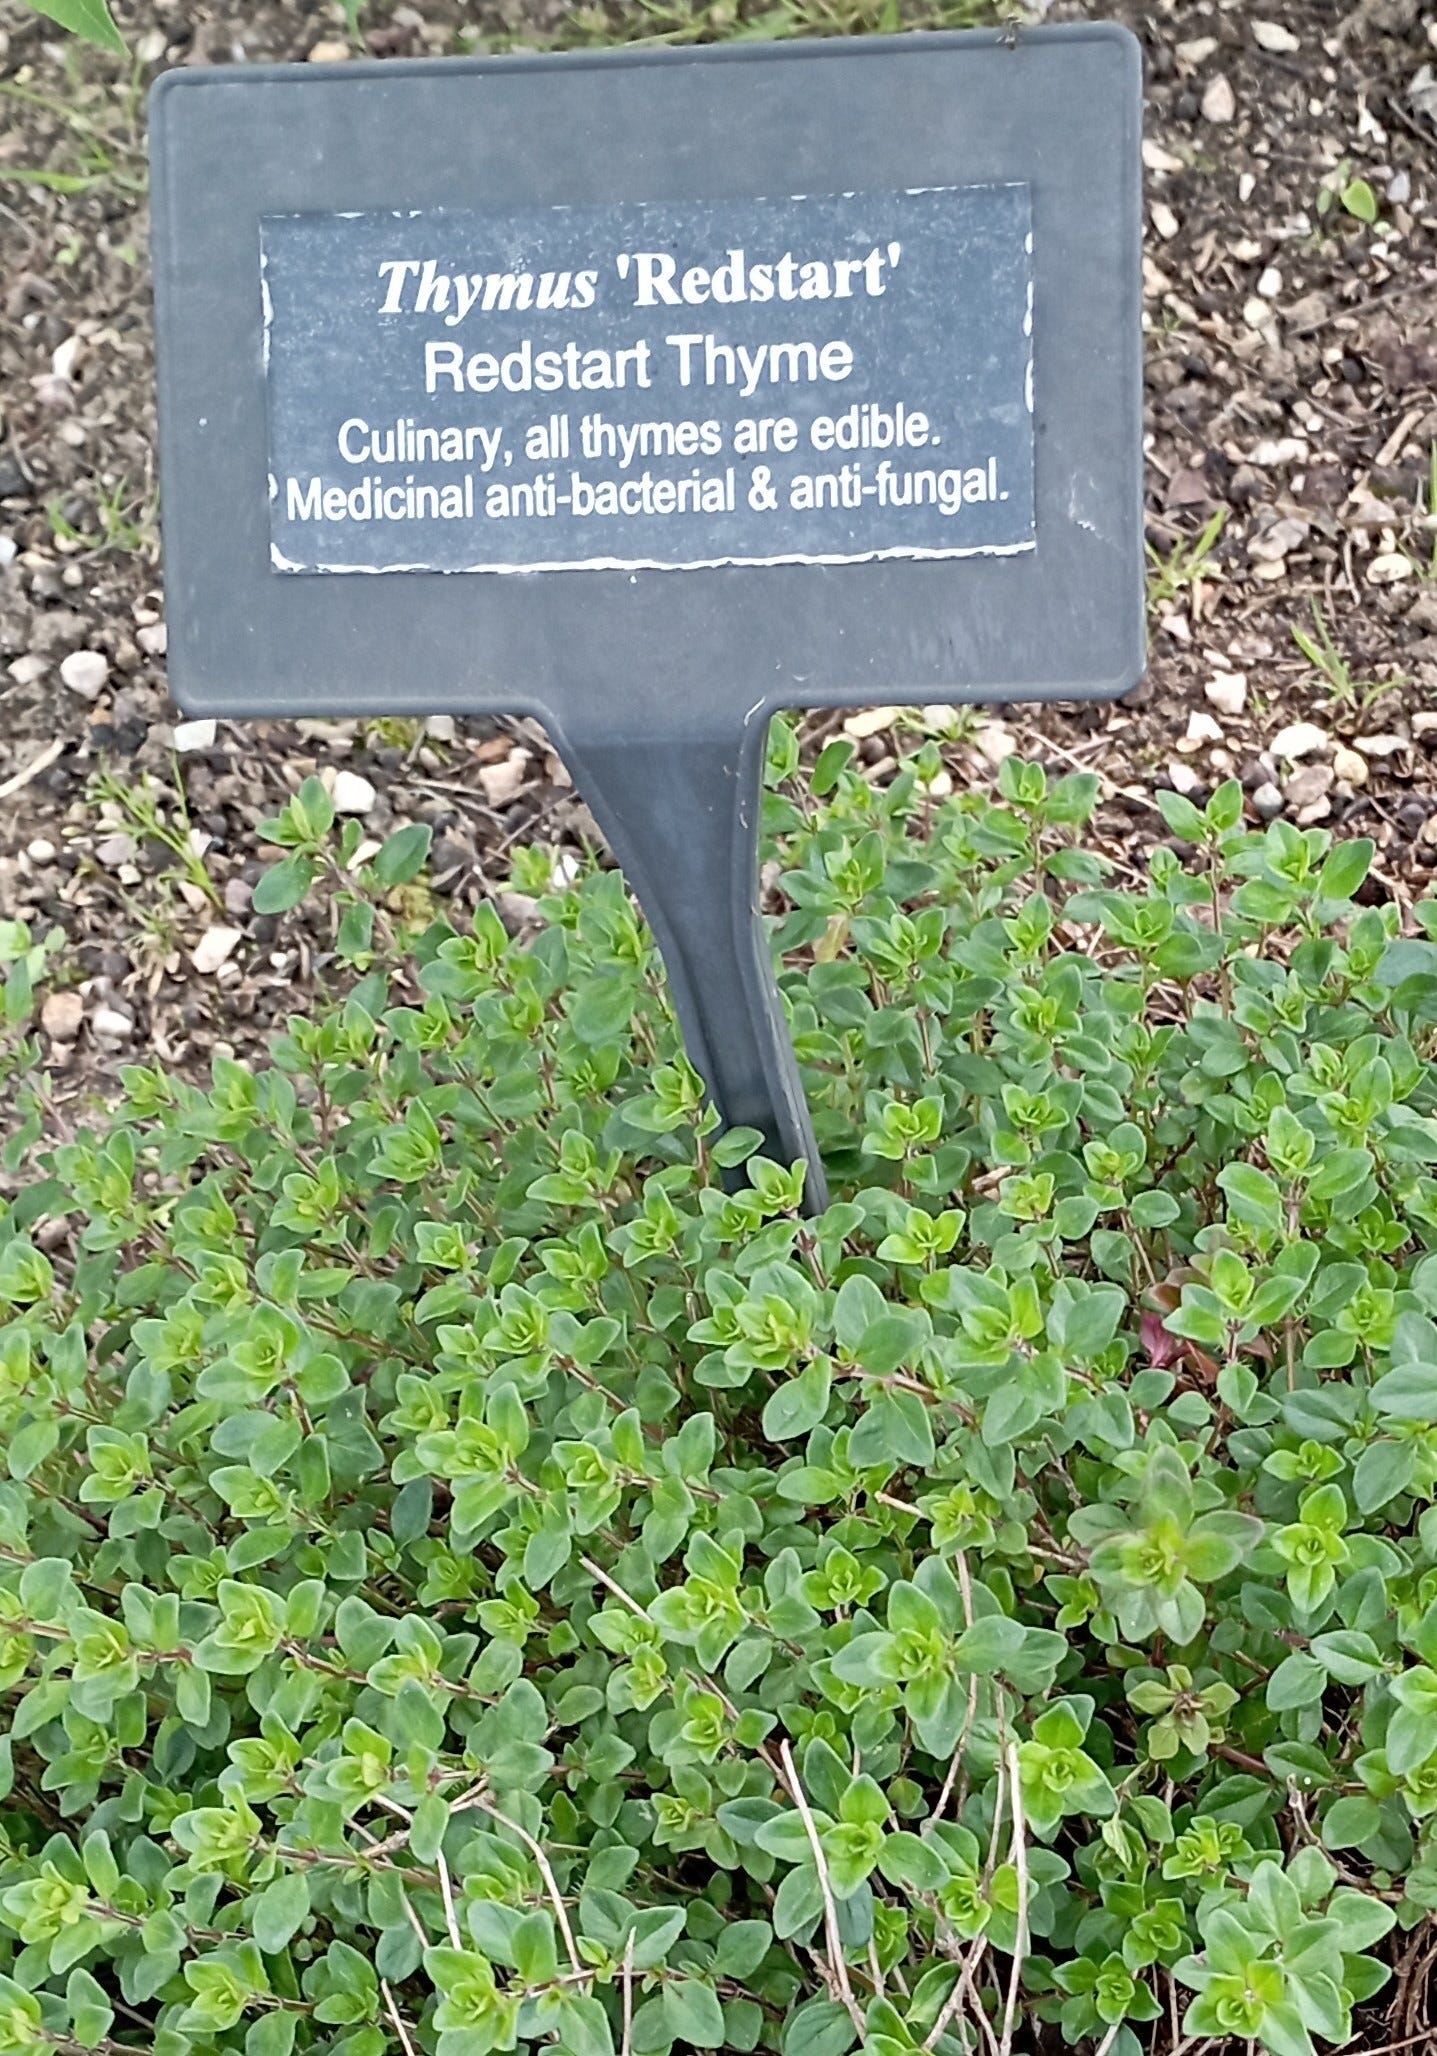 Thymus 'Redstart'
Redstart Thyme
Culinary, all thymes are edible.
Medicinal anti-bacterial & anti-fungal.